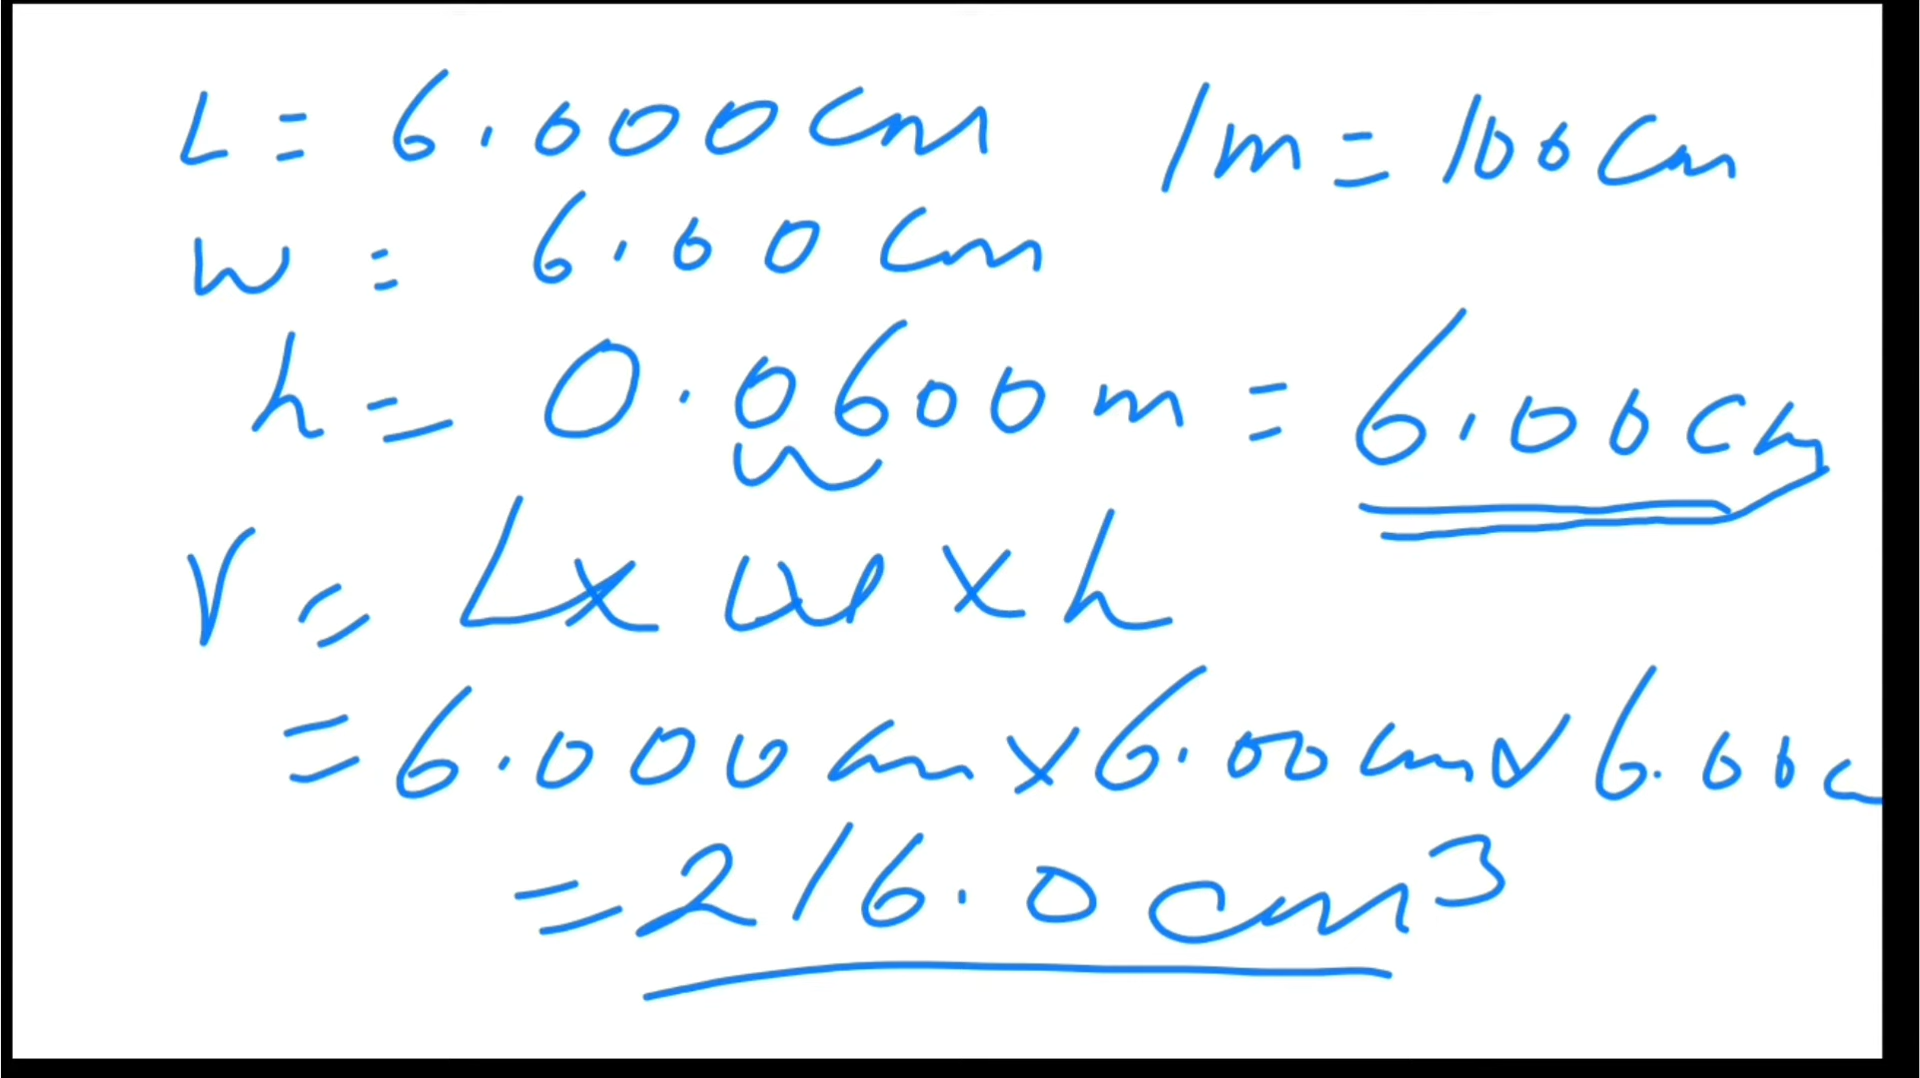 L = 6.000 cm 1m = 100 cm
W = 6.00 cm
h = 0.0600 m = 6.00 cm
V = L x W x h
= 6.000 cm x 6.00 cm x 6.00 c
= 216.0 cm³